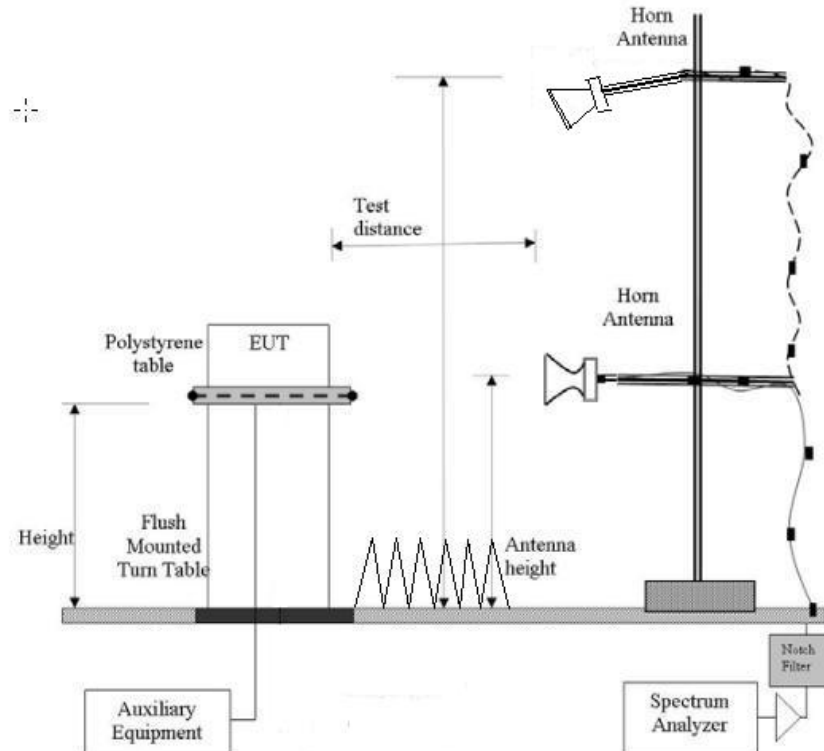 Horn
Antenna
Test
distance
Horn
Antenna
Polystyrene
table
EUT
Height
Flush
Mounted
Turn Table
Antenna
height
Notch
Filter
Auxiliary
Equipment
Spectrum
Analyzer